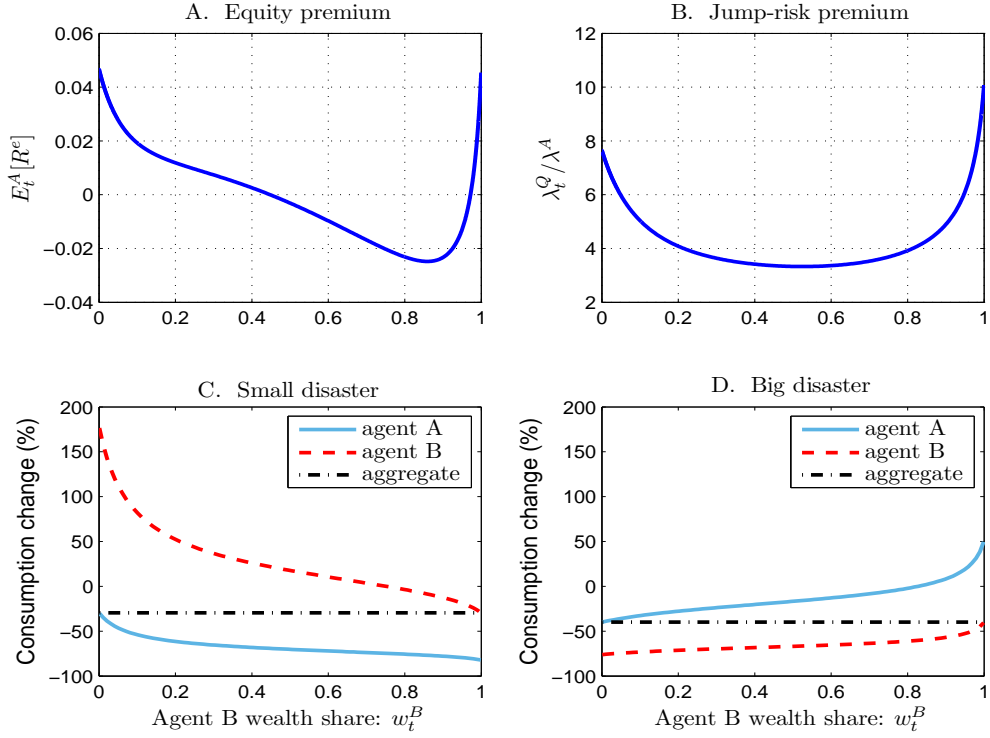 A. Equity premium
0.06
0.04
0.02
0
−0.02
−0.04
E_t^A[R^e]
0 0.2 0.4 0.6 0.8 1
B. Jump-risk premium
12
10
8
6
4
2
λ_t^Q/λ^A
0 0.2 0.4 0.6 0.8 1
C. Small disaster
200
150
100
50
0
−50
−100
Consumption change (%)
agent A
agent B
aggregate
0 0.2 0.4 0.6 0.8 1
Agent B wealth share: w_t^B
D. Big disaster
200
150
100
50
0
−50
−100
Consumption change (%)
agent A
agent B
aggregate
0 0.2 0.4 0.6 0.8 1
Agent B wealth share: w_t^B